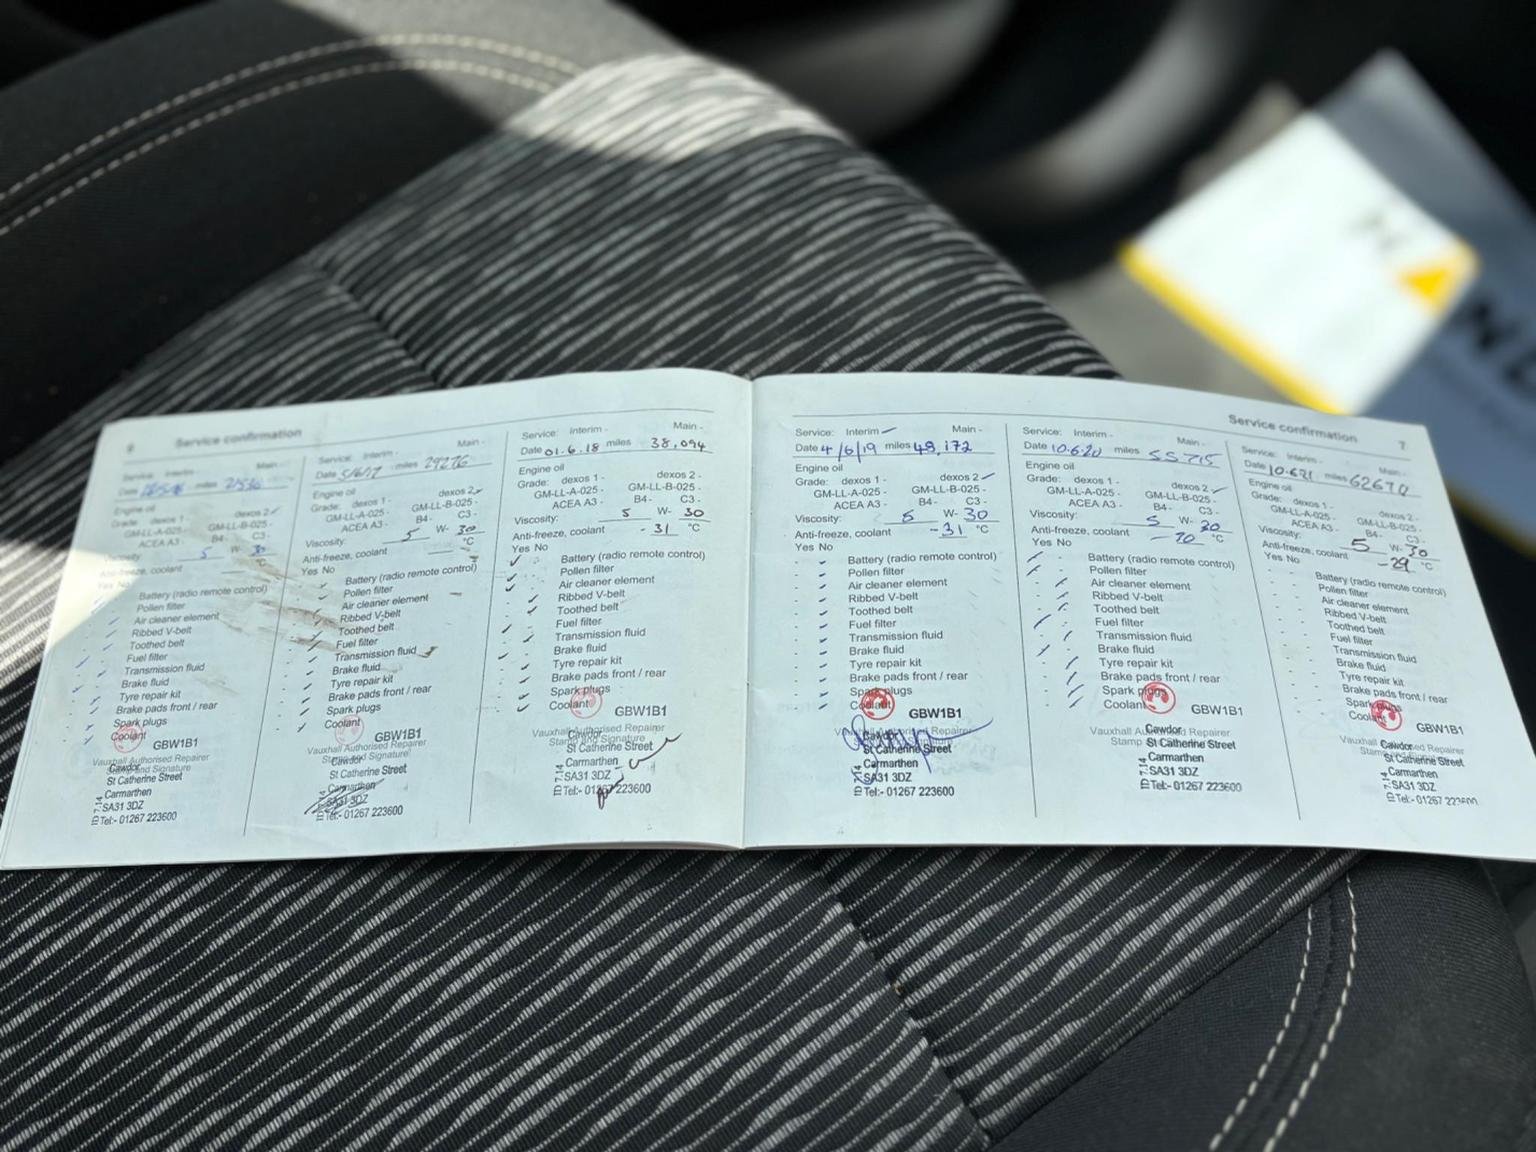 6 Service confirmation
Service: Interim - Main -
Date miles
Engine oil
Grade: dexos 1 - dexos 2 -
GM-LL-A-025 - GM-LL-B-025 -
ACEA A3 - B4 - C3 -
Viscosity: 5 W- 30
Anti-freeze, coolant °C
Yes No
Battery (radio remote control)
Pollen filter
Air cleaner element
Ribbed V-belt
Toothed belt
Fuel filter
Transmission fluid
Brake fluid
Tyre repair kit
Brake pads front / rear
Spark plugs
Coolant
GBW1B1
Vauxhall Authorised Repairer
Stamp and Signature
Cawdor
St Catherine Street
Carmarthen
SA31 3DZ
Tel:- 01267 223600
Service: Interim - Main -
Date 5/6/17 miles 29276
Engine oil
Grade: dexos 1 - dexos 2 -
GM-LL-A-025 - GM-LL-B-025 -
ACEA A3 - B4 - C3 -
Viscosity: 5 W- 30
Anti-freeze, coolant °C
Yes No
Battery (radio remote control)
Pollen filter
Air cleaner element
Ribbed V-belt
Toothed belt
Fuel filter
Transmission fluid
Brake fluid
Tyre repair kit
Brake pads front / rear
Spark plugs
Coolant
GBW1B1
Vauxhall Authorised Repairer
Stamp and Signature
Cawdor
St Catherine Street
Carmarthen
SA31 3DZ
Tel:- 01267 223600
Service: Interim - Main -
Date 01.6.18 miles 38,094
Engine oil
Grade: dexos 1 - dexos 2 -
GM-LL-A-025 - GM-LL-B-025 -
ACEA A3 - B4 - C3 -
Viscosity: 5 W- 30
Anti-freeze, coolant -31 °C
Yes No
Battery (radio remote control)
Pollen filter
Air cleaner element
Ribbed V-belt
Toothed belt
Fuel filter
Transmission fluid
Brake fluid
Tyre repair kit
Brake pads front / rear
Spark plugs
Coolant
GBW1B1
Vauxhall Authorised Repairer
Stamp and Signature
Cawdor
St Catherine Street
Carmarthen
SA31 3DZ
Tel:- 01267 223600
Service confirmation 7
Service: Interim - Main -
Date 4/6/19 miles 48,172
Engine oil
Grade: dexos 1 - dexos 2 -
GM-LL-A-025 - GM-LL-B-025 -
ACEA A3 - B4 - C3 -
Viscosity: 5 W- 30
Anti-freeze, coolant -31 °C
Yes No
Battery (radio remote control)
Pollen filter
Air cleaner element
Ribbed V-belt
Toothed belt
Fuel filter
Transmission fluid
Brake fluid
Tyre repair kit
Brake pads front / rear
Spark plugs
Coolant
GBW1B1
Vauxhall Authorised Repairer
Cawdor
St Catherine Street
Carmarthen
SA31 3DZ
Tel:- 01267 223600
Service: Interim - Main -
Date 10.6.20 miles 55715
Engine oil
Grade: dexos 1 - dexos 2 -
GM-LL-A-025 - GM-LL-B-025 -
ACEA A3 - B4 - C3 -
Viscosity: 5 W- 30
Anti-freeze, coolant °C
Yes No
Battery (radio remote control)
Pollen filter
Air cleaner element
Ribbed V-belt
Toothed belt
Fuel filter
Transmission fluid
Brake fluid
Tyre repair kit
Brake pads front / rear
Spark plugs
Coolant
GBW1B1
Vauxhall Authorised Repairer
Cawdor
Stamp
St Catherine Street
Carmarthen
SA31 3DZ
Tel:- 01267 223600
Service: Interim - Main -
Date 10.6.21 miles 62670
Engine oil
Grade: dexos 1 - dexos 2 -
GM-LL-A-025 - GM-LL-B-025 -
ACEA A3 - B4 - C3 -
Viscosity: 5 W- 30
Anti-freeze, coolant -29 °C
Yes No
Battery (radio remote control)
Pollen filter
Air cleaner element
Ribbed V-belt
Toothed belt
Fuel filter
Transmission fluid
Brake fluid
Tyre repair kit
Brake pads front / rear
Spark plugs
Coolant
GBW1B1
Vauxhall Authorised Repairer
Cawdor
St Catherine Street
Carmarthen
SA31 3DZ
Tel:- 01267 223600